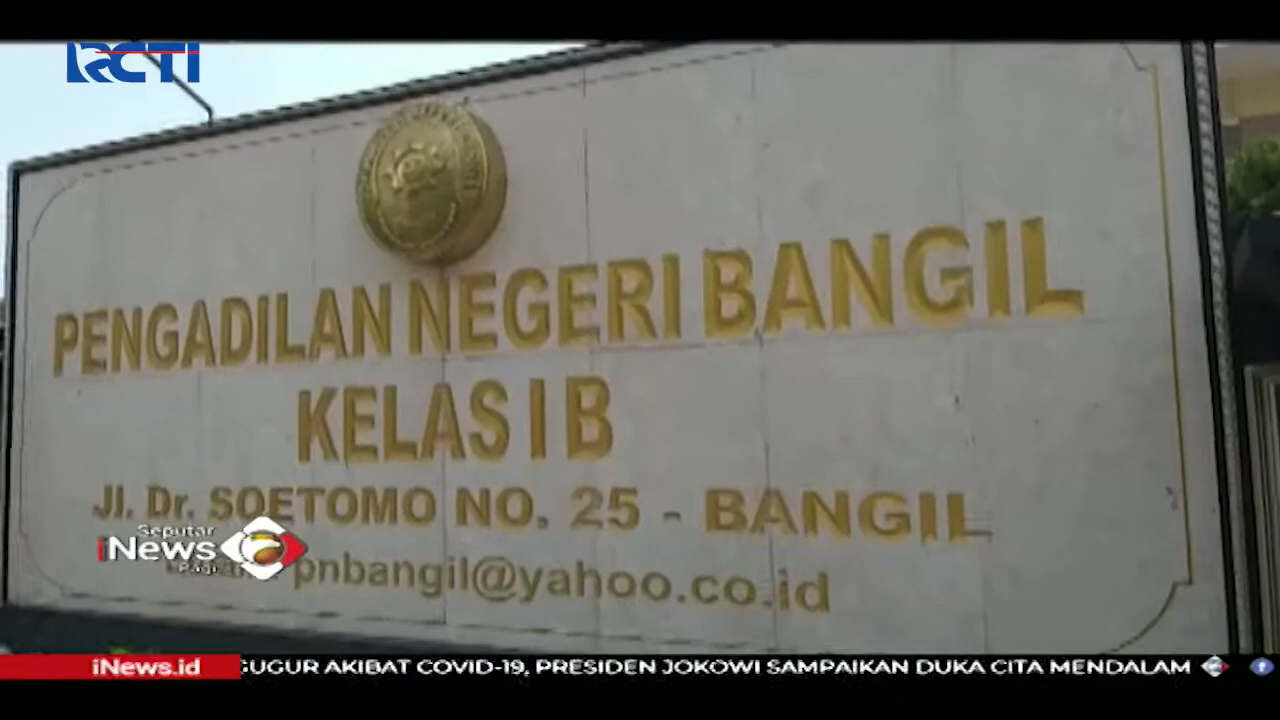 RCTI
PENGADILAN NEGERI BANGIL
KELAS I B
Jl. Dr. SOETOMO NO. 25 - BANGIL
pnbangil@yahoo.co.id
Seputar
iNews
Pagi
iNews.id
GUGUR AKIBAT COVID-19, PRESIDEN JOKOWI SAMPAIKAN DUKA CITA MENDALAM